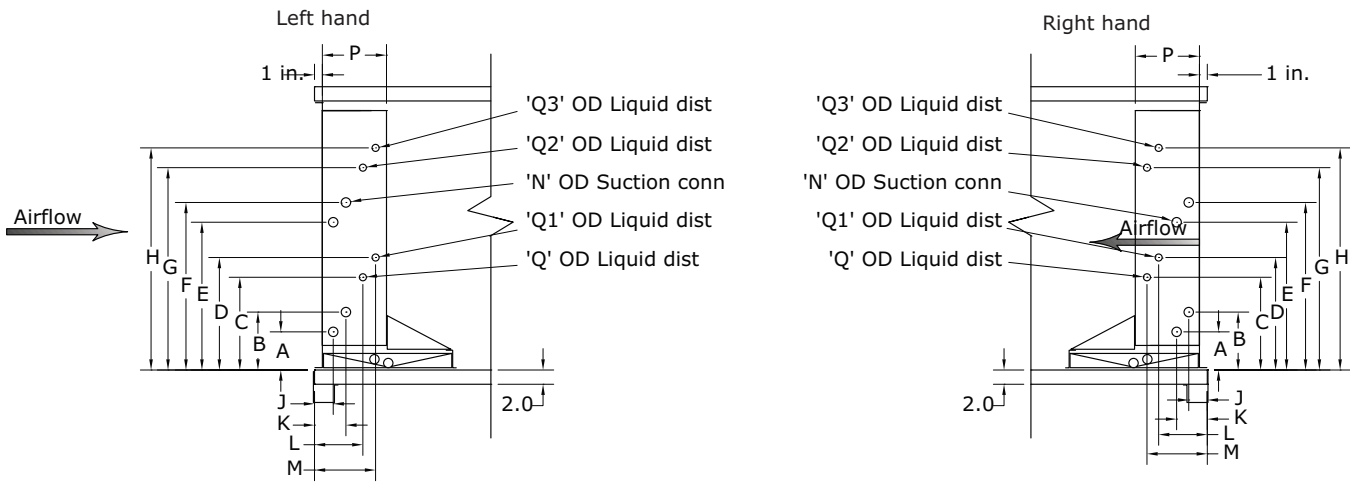 Left hand
P
1 in.
'Q3' OD Liquid dist
'Q2' OD Liquid dist
'N' OD Suction conn
'Q1' OD Liquid dist
'Q' OD Liquid dist
Airflow
H
G
F
E
D
C
B
A
J
K
L
M
2.0
Right hand
P
1 in.
'Q3' OD Liquid dist
'Q2' OD Liquid dist
'N' OD Suction conn
'Q1' OD Liquid dist
'Q' OD Liquid dist
Airflow
A
B
C
D
E
F
G
H
J
K
L
M
2.0